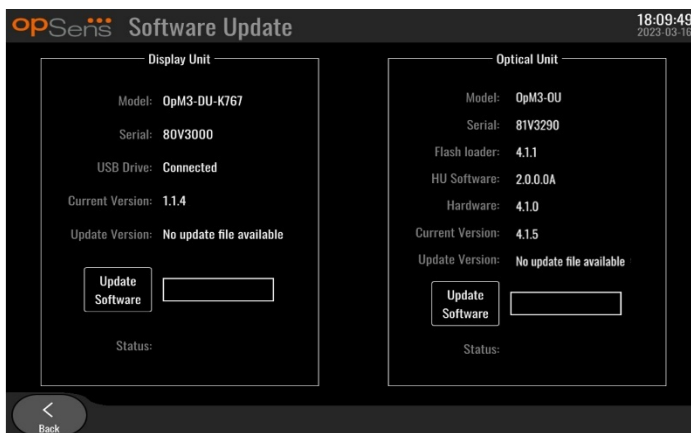 opSens Software Update
18:09:49
2023-03-16
Display Unit
Model: OpM3-DU-K767
Serial: 80V3000
USB Drive: Connected
Current Version: 1.1.4
Update Version: No update file available
Update
Software
Status:
Optical Unit
Model: OpM3-OU
Serial: 81V3290
Flash loader: 4.1.1
HU Software: 2.0.0.0A
Hardware: 4.1.0
Current Version: 4.1.5
Update Version: No update file available
Update
Software
Status:
Back